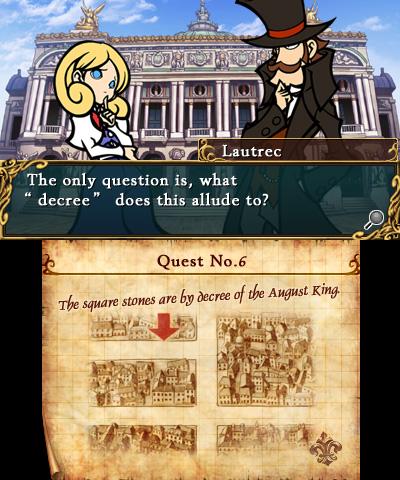 Lautrec
The only question is, what
“ decree” does this allude to?
Quest No.6
The square stones are by decree of the August King.